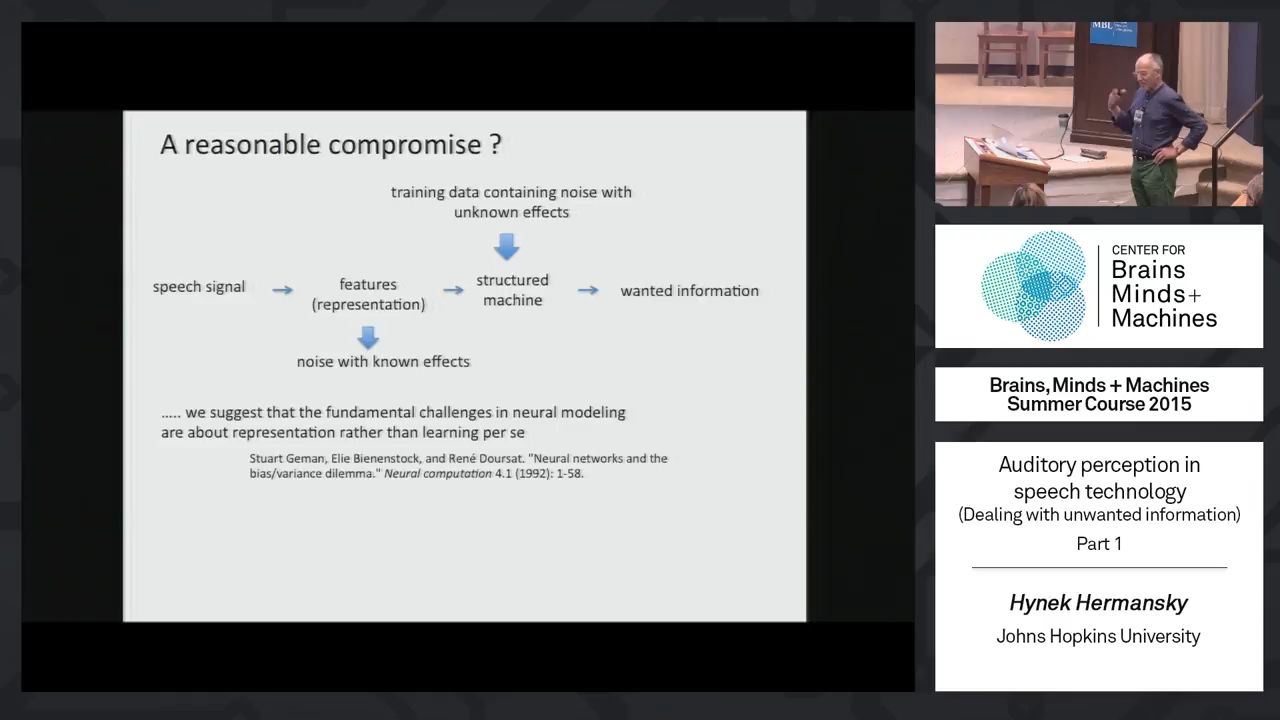 A reasonable compromise ?
training data containing noise with
unknown effects
speech signal
features
(representation)
structured
machine
wanted information
noise with known effects
..... we suggest that the fundamental challenges in neural modeling
are about representation rather than learning per se
Stuart Geman, Elie Bienenstock, and René Doursat. "Neural networks and the
bias/variance dilemma." Neural computation 4.1 (1992): 1-58.
MBL
CENTER FOR
Brains
Minds+
Machines
Brains, Minds + Machines
Summer Course 2015
Auditory perception in
speech technology
(Dealing with unwanted information)
Part 1
Hynek Hermansky
Johns Hopkins University